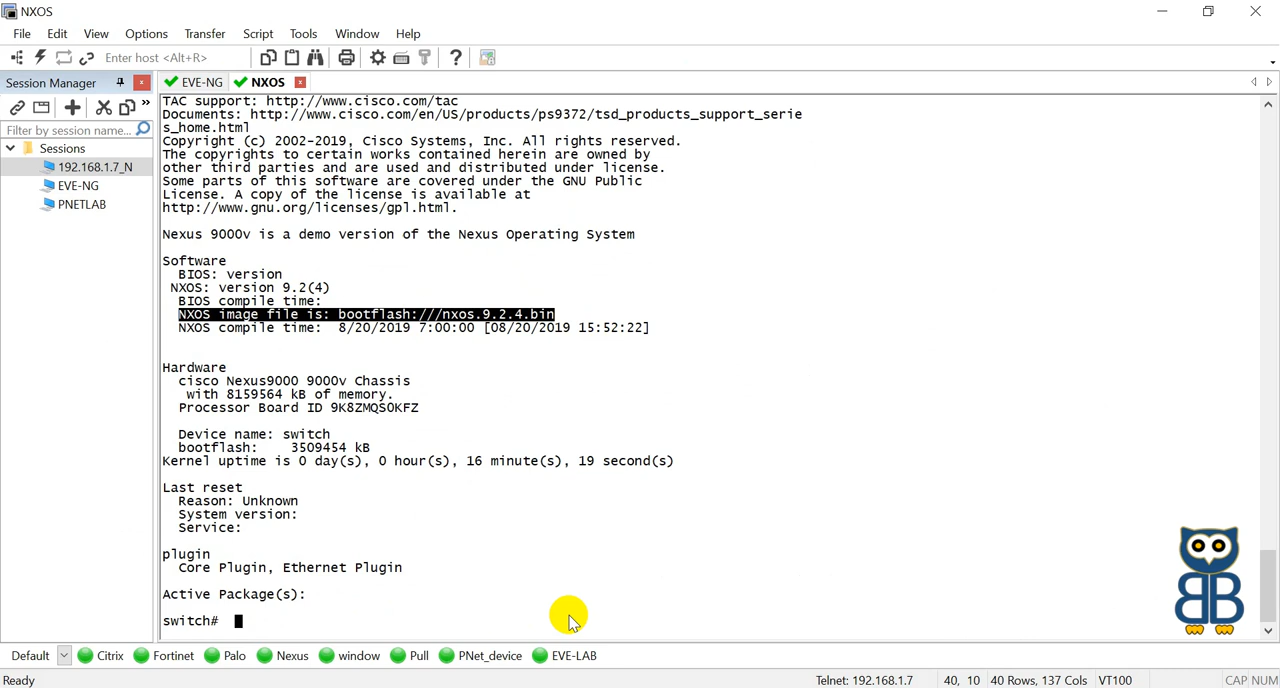 NXOS
File Edit View Options Transfer Script Tools Window Help
Enter host <Alt+R>
Session Manager
EVE-NG NXOS
Filter by session name...
Sessions
192.168.1.7_N
EVE-NG
PNETLAB
TAC support: http://www.cisco.com/tac
Documents: http://www.cisco.com/en/US/products/ps9372/tsd_products_support_serie
s_home.html
Copyright (c) 2002-2019, Cisco Systems, Inc. All rights reserved.
The copyrights to certain works contained herein are owned by
other third parties and are used and distributed under license.
Some parts of this software are covered under the GNU Public
License. A copy of the license is available at
http://www.gnu.org/licenses/gpl.html.
Nexus 9000v is a demo version of the Nexus Operating System
Software
BIOS: version
NXOS: version 9.2(4)
BIOS compile time:
NXOS image file is: bootflash:///nxos.9.2.4.bin
NXOS compile time: 8/20/2019 7:00:00 [08/20/2019 15:52:22]
Hardware
cisco Nexus9000 9000v Chassis
with 8159564 kB of memory.
Processor Board ID 9K8ZMQSOKFZ
Device name: switch
bootflash: 3509454 kB
Kernel uptime is 0 day(s), 0 hour(s), 16 minute(s), 19 second(s)
Last reset
Reason: Unknown
System version:
Service:
plugin
Core Plugin, Ethernet Plugin
Active Package(s):
switch#
Default Citrix Fortinet Palo Nexus window Pull PNet_device EVE-LAB
Ready Telnet: 192.168.1.7 40, 10 40 Rows, 137 Cols VT100 CAP NUM